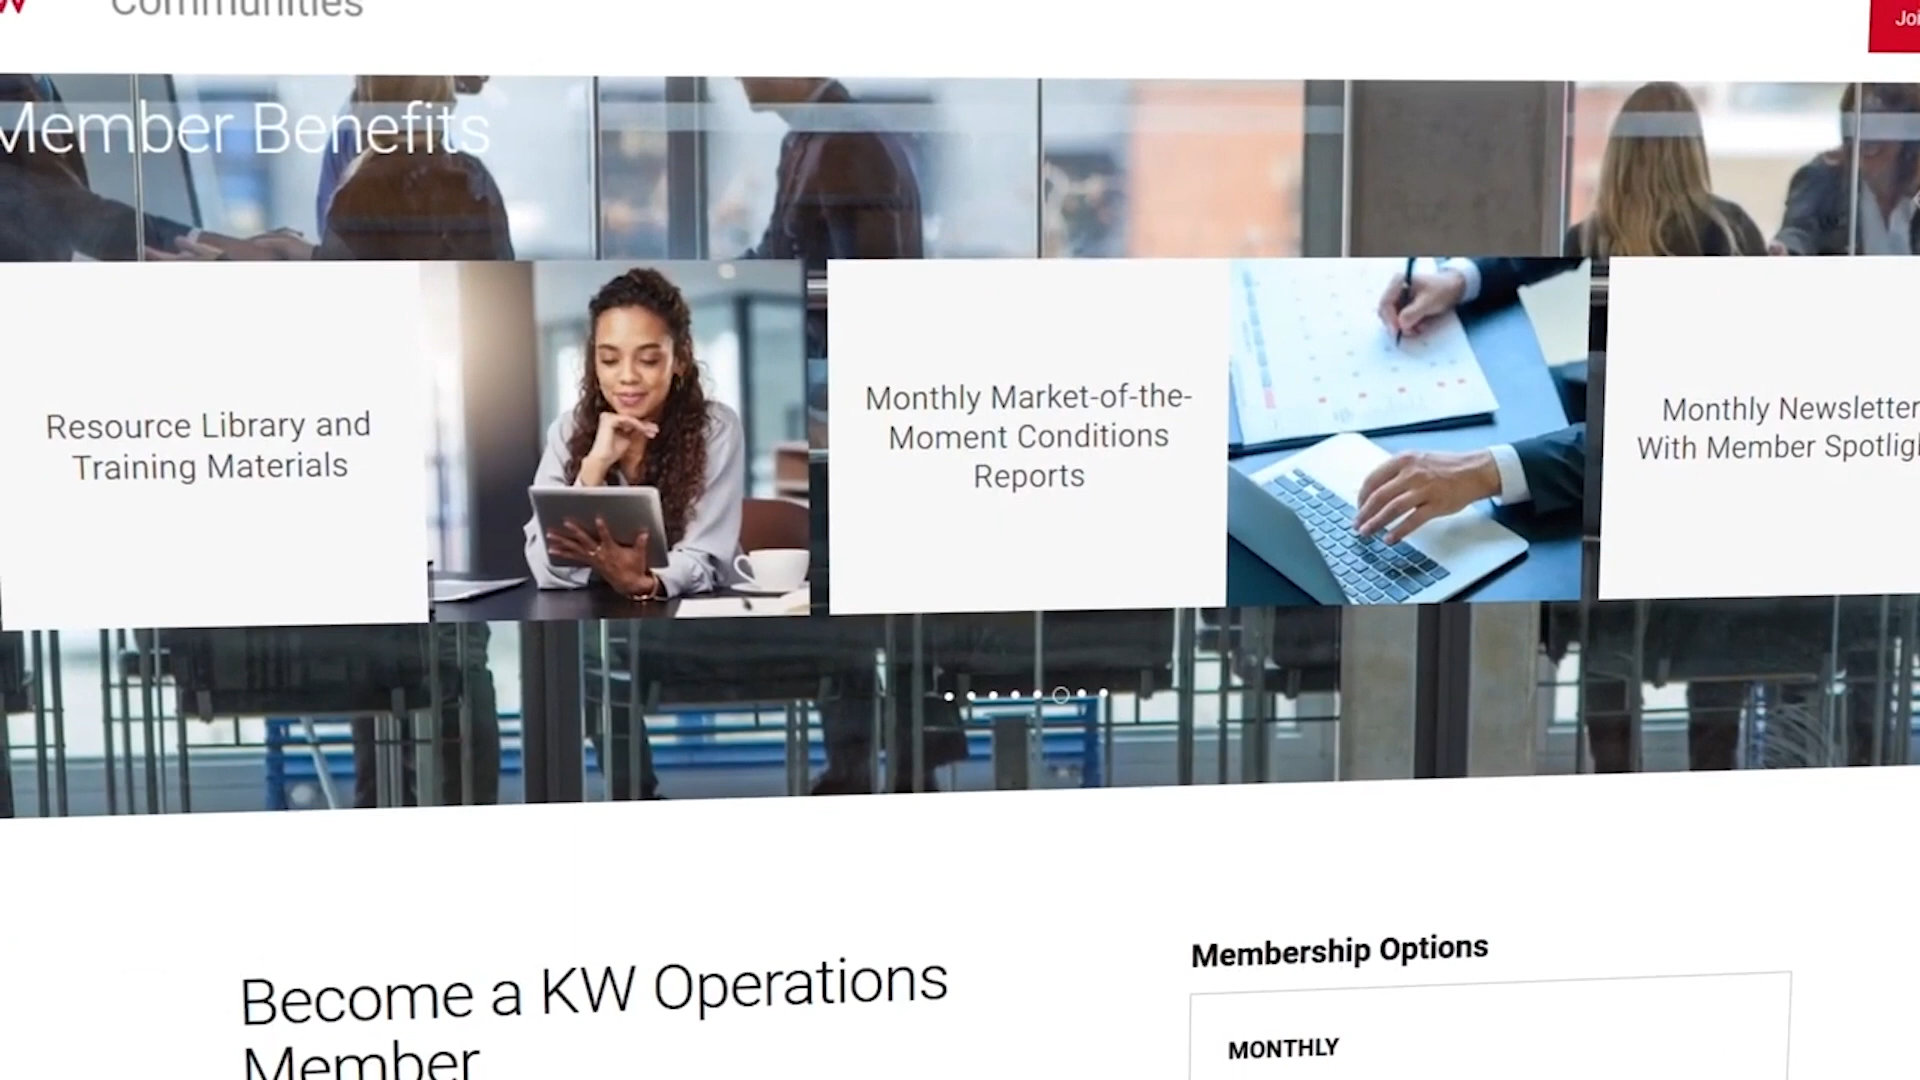 Communities
Member Benefits
Resource Library and
Training Materials
Monthly Market-of-the-
Moment Conditions
Reports
Monthly Newsletter
With Member
Become a KW Operations
Member
Membership Options
MONTHLY